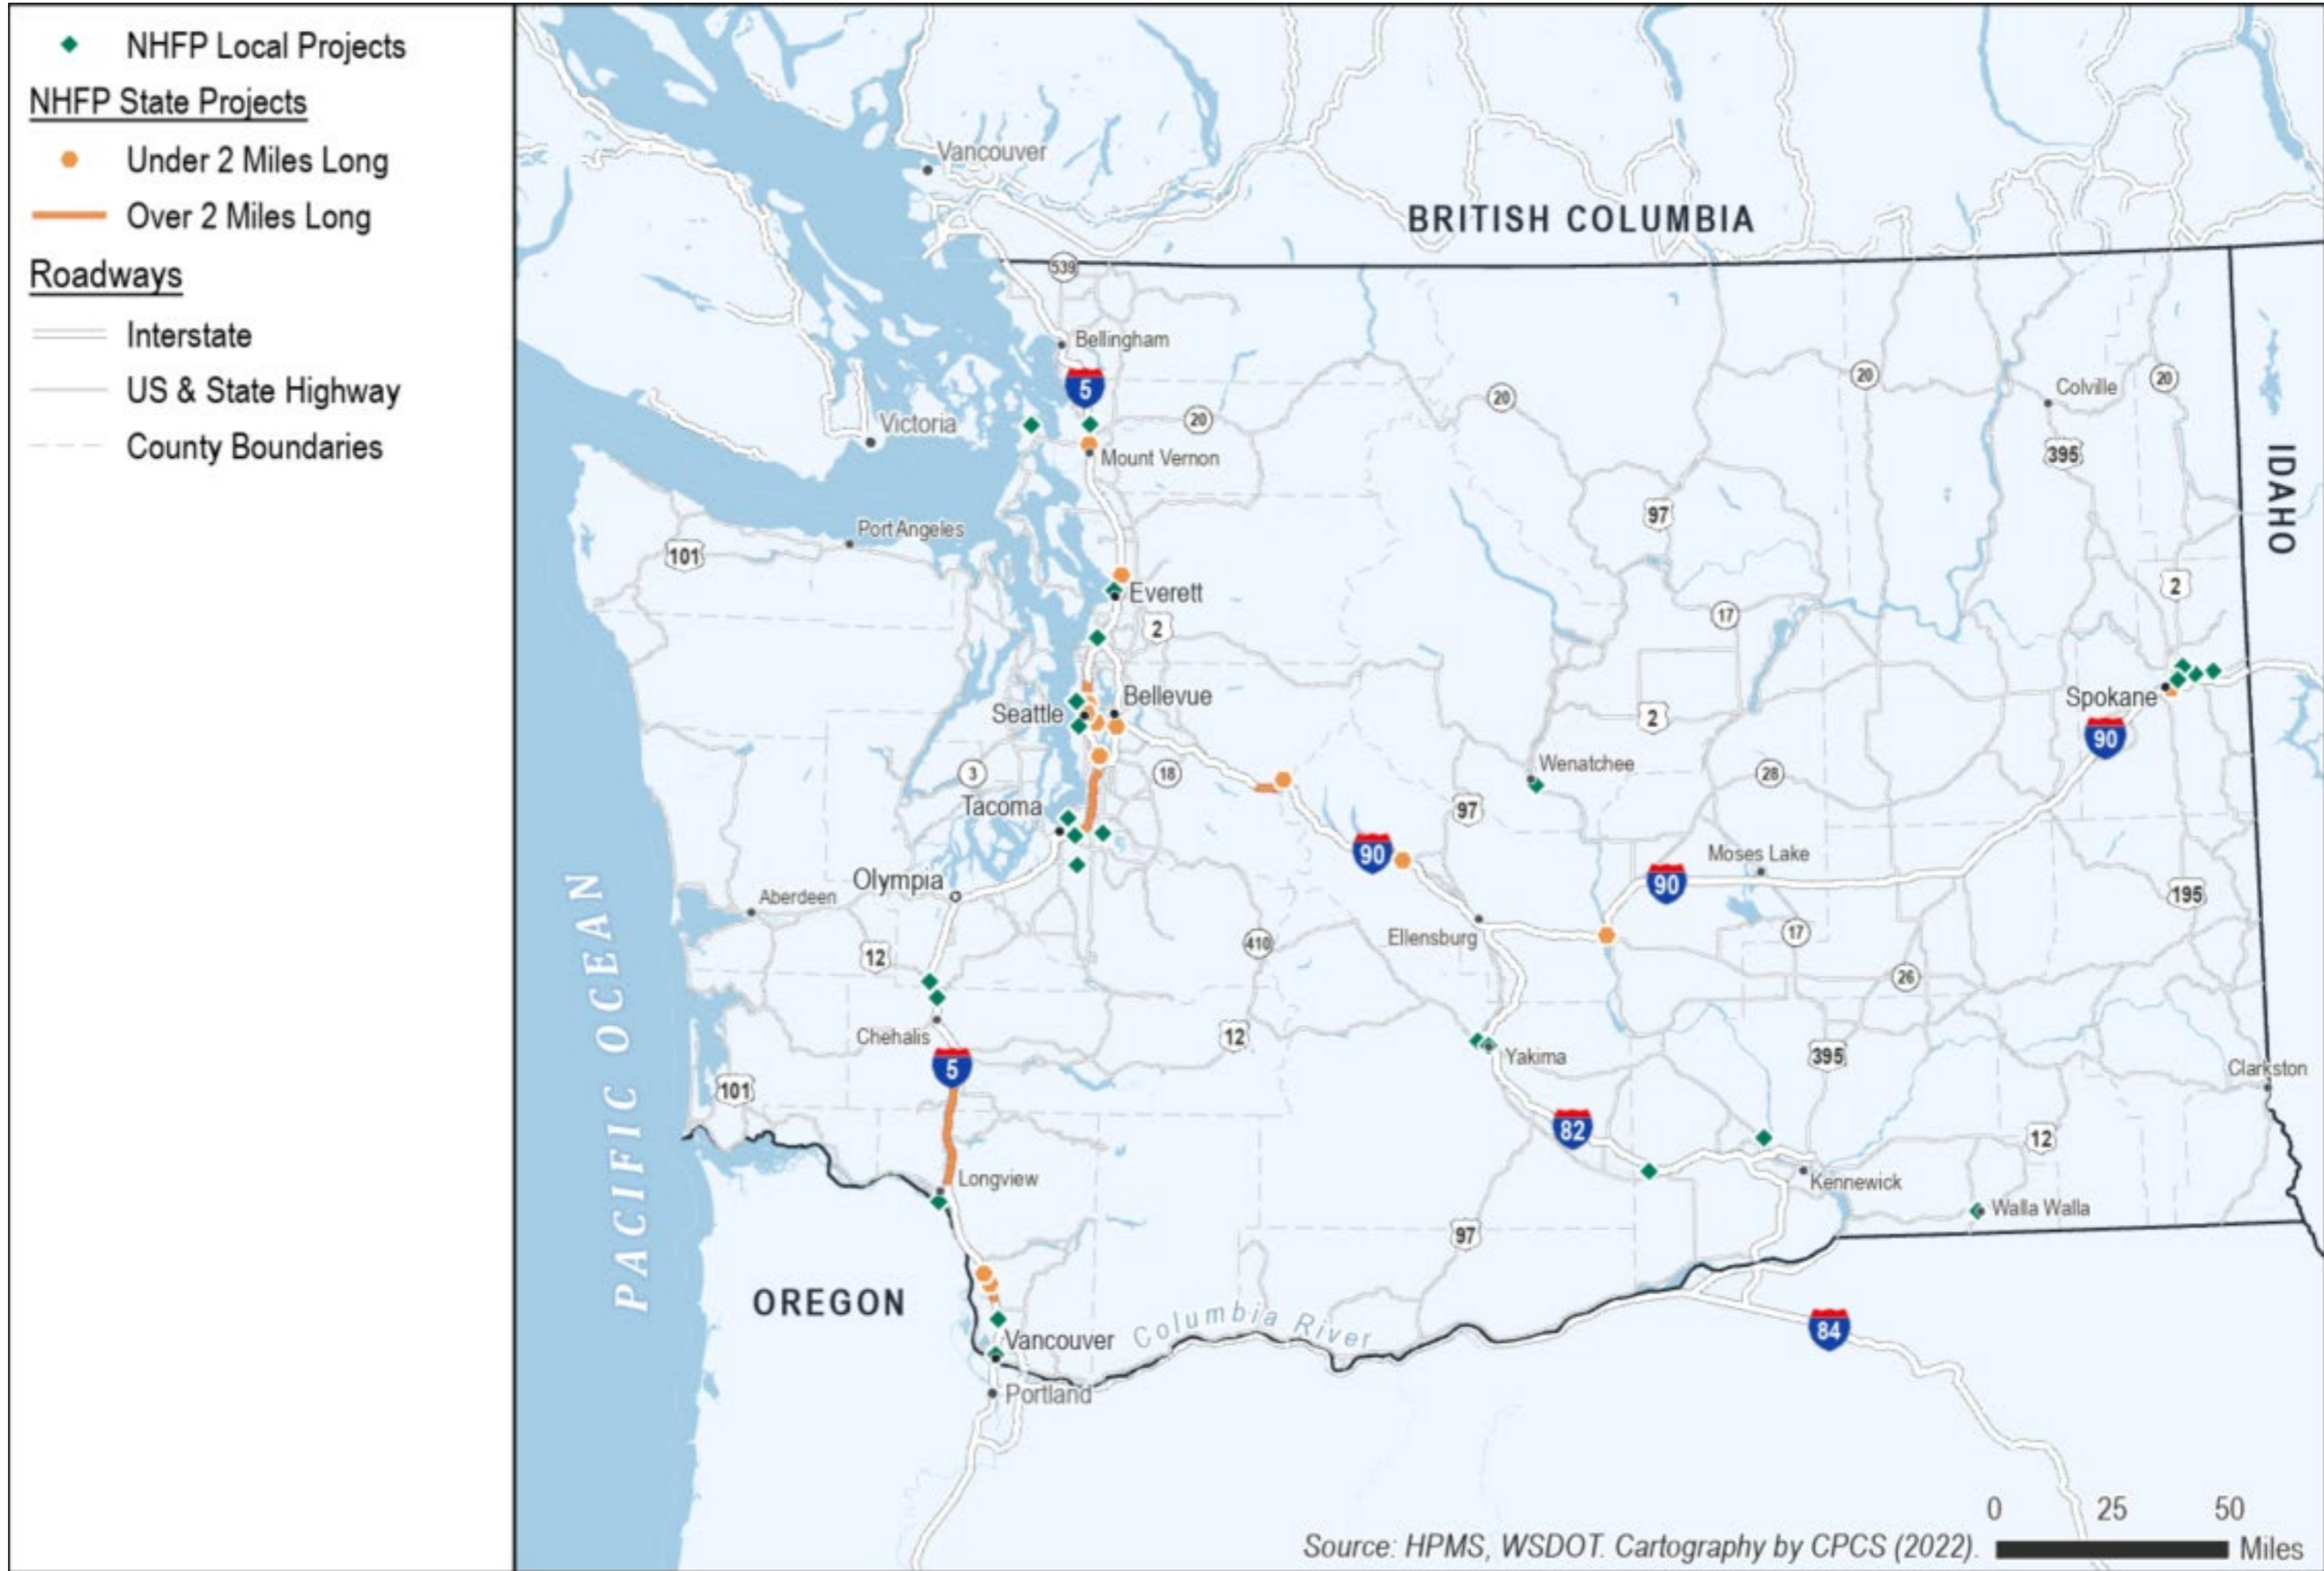 NHFP Local Projects
NHFP State Projects
Under 2 Miles Long
Over 2 Miles Long
Roadways
Interstate
US & State Highway
County Boundaries
Vancouver
BRITISH COLUMBIA
539
Bellingham
5
20
20
20
20
Colville
Victoria
395
IDAHO
Mount Vernon
97
Port Angeles
101
Everett
2
17
2
Bellevue
Spokane
Seattle
2
90
Wenatchee
3
18
28
Tacoma
97
90
Moses Lake
Olympia
90
Aberdeen
195
PACIFIC OCEAN
Ellensburg
17
410
12
26
Chehalis
12
Yakima
395
5
Clarkston
101
82
12
Longview
Kennewick
Walla Walla
97
OREGON
Columbia River
Vancouver
84
Portland
0 25 50
Source: HPMS, WSDOT. Cartography by CPCS (2022).
Miles